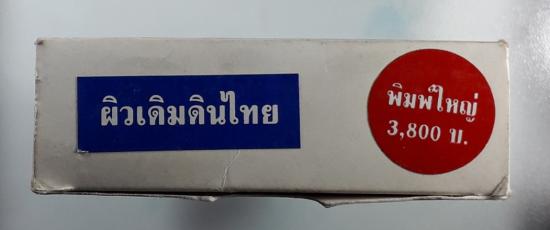 ผิวเดิมดินไทย
พิมพ์ใหญ่
3,800 บ.